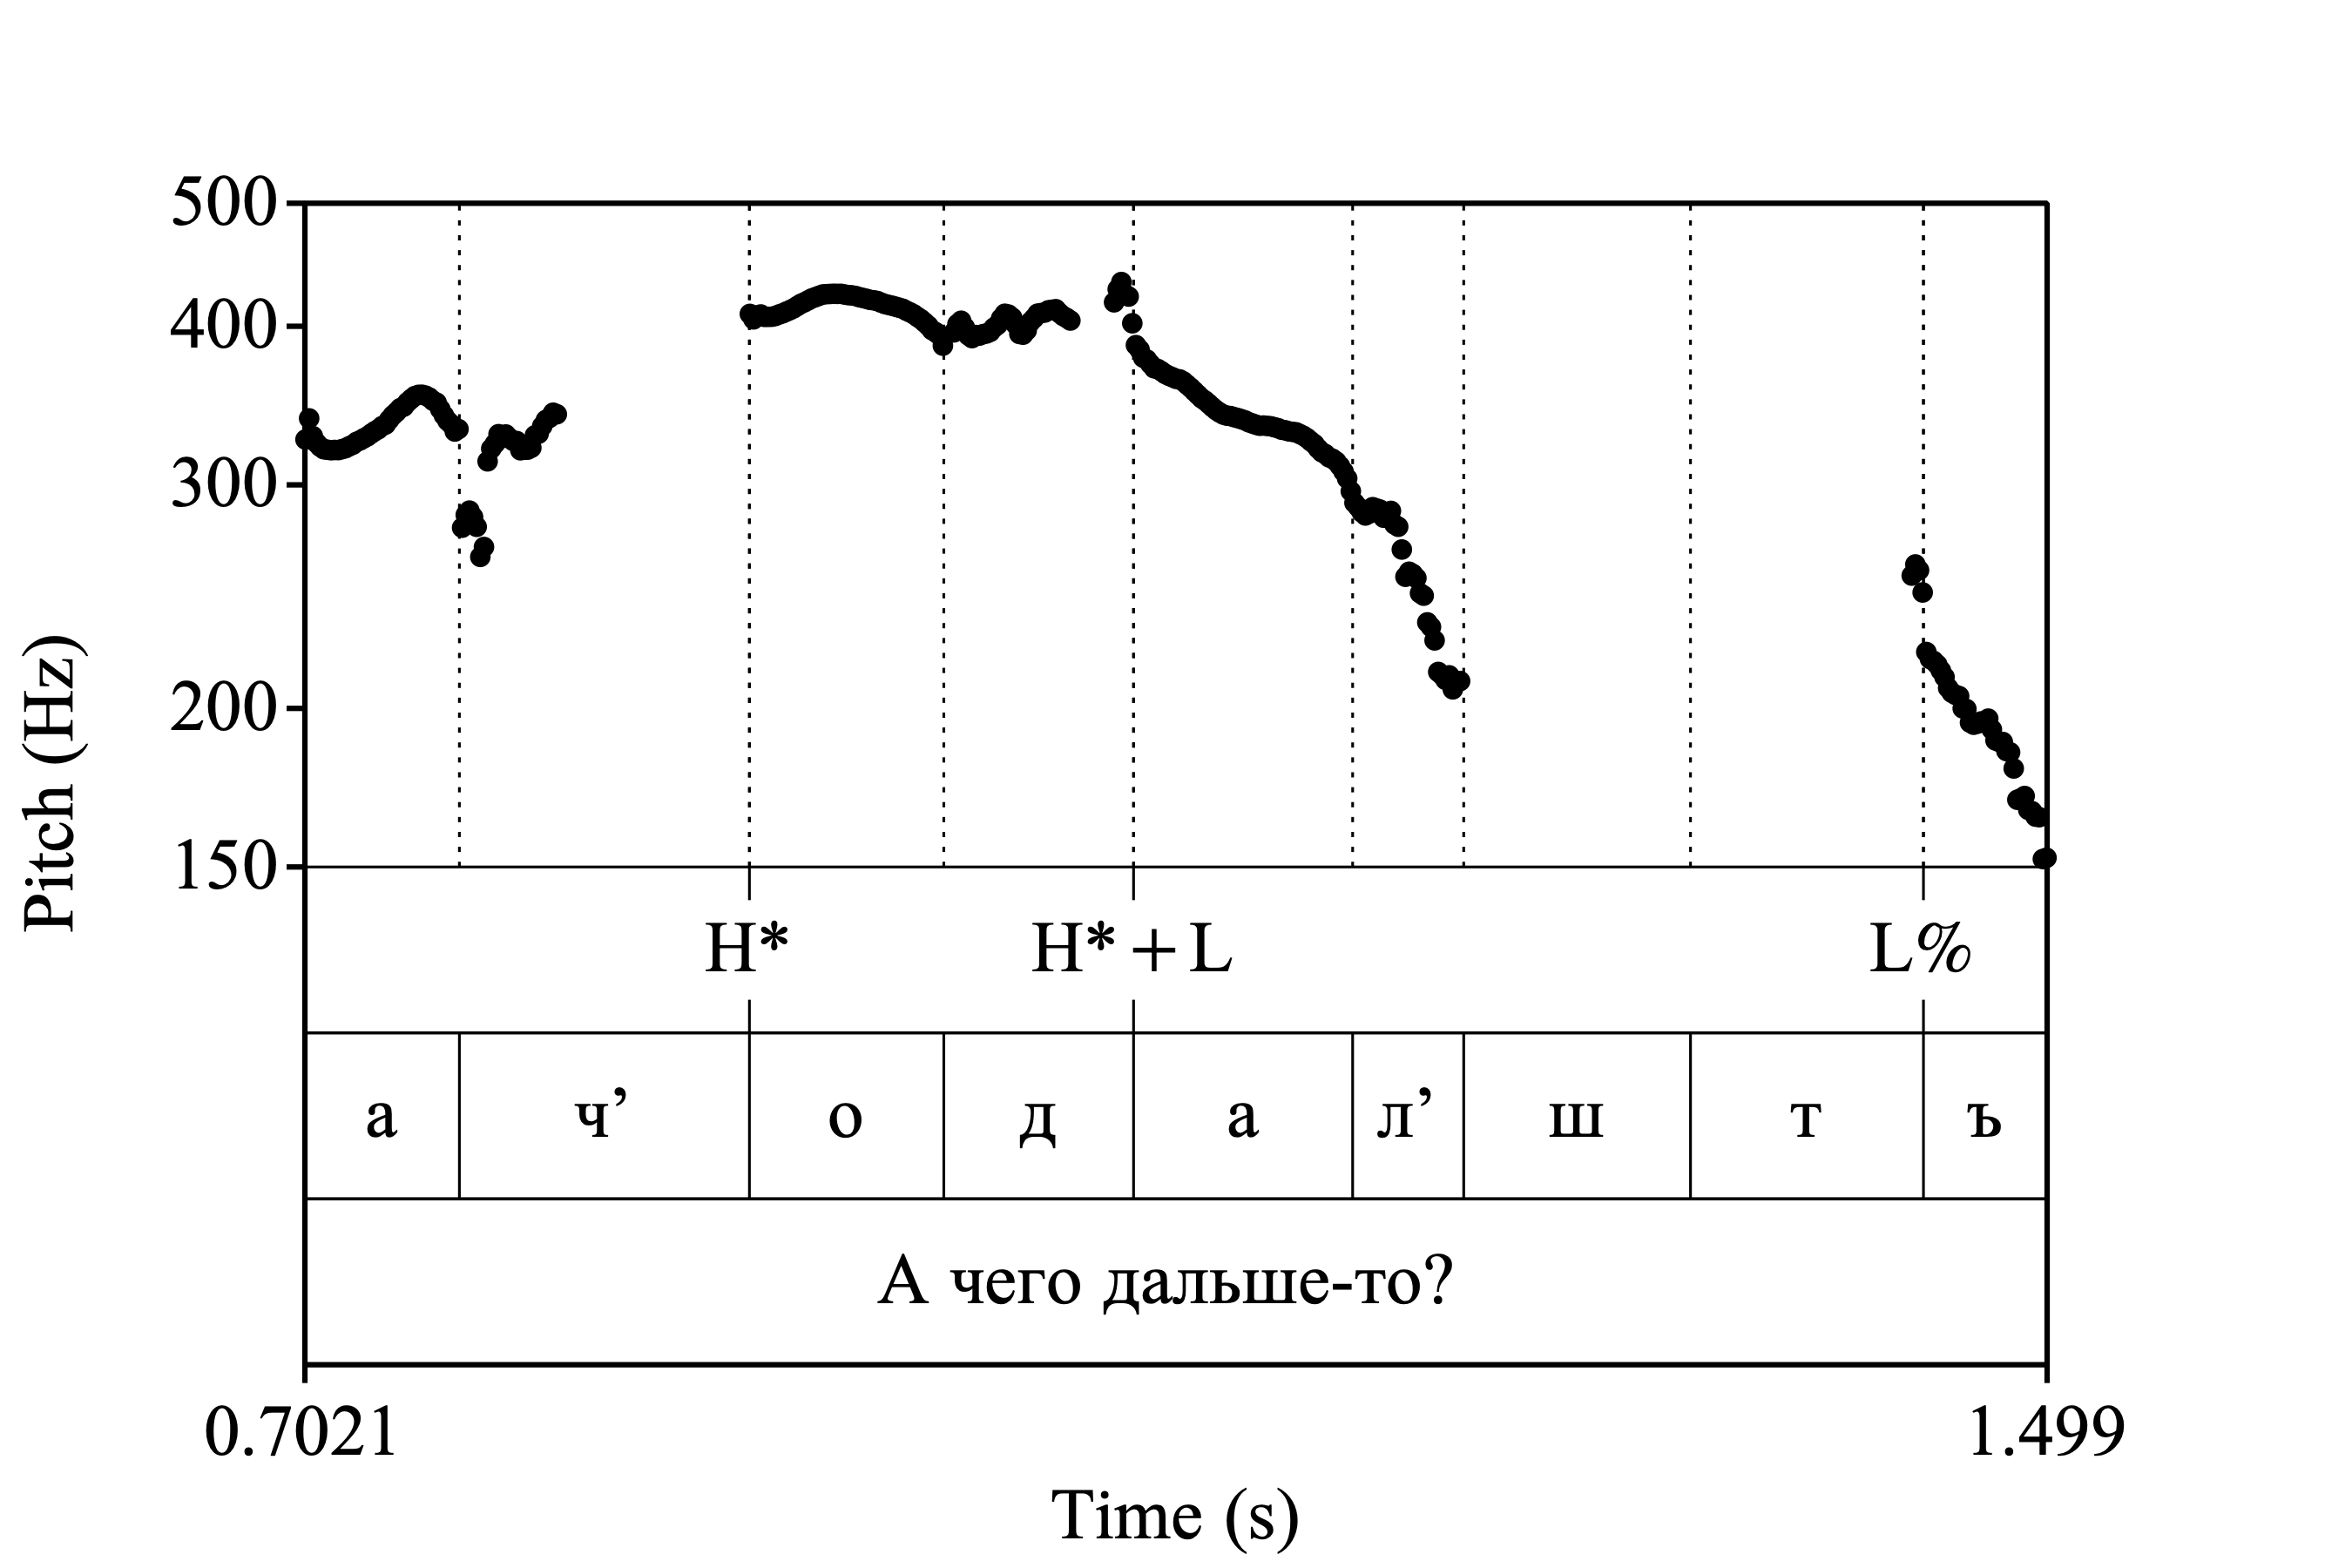 500
400
300
200
150
Pitch (Hz)
H* H*+L L%
а ч’ о д а л’ ш т ъ
А чего дальше-то?
0.7021 1.499
Time (s)